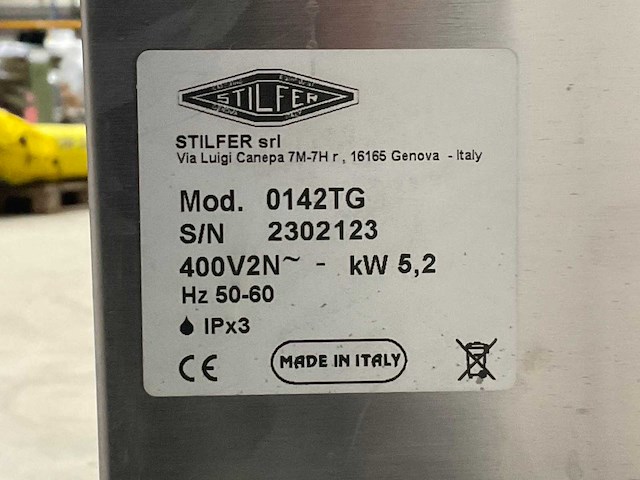 STILFER
STILFER srl
Via Luigi Canepa 7M-7H r , 16165 Genova - Italy
Mod. 0142TG
S/N 2302123
400V2N~ - kW 5,2
Hz 50-60
IPx3
CE
MADE IN ITALY